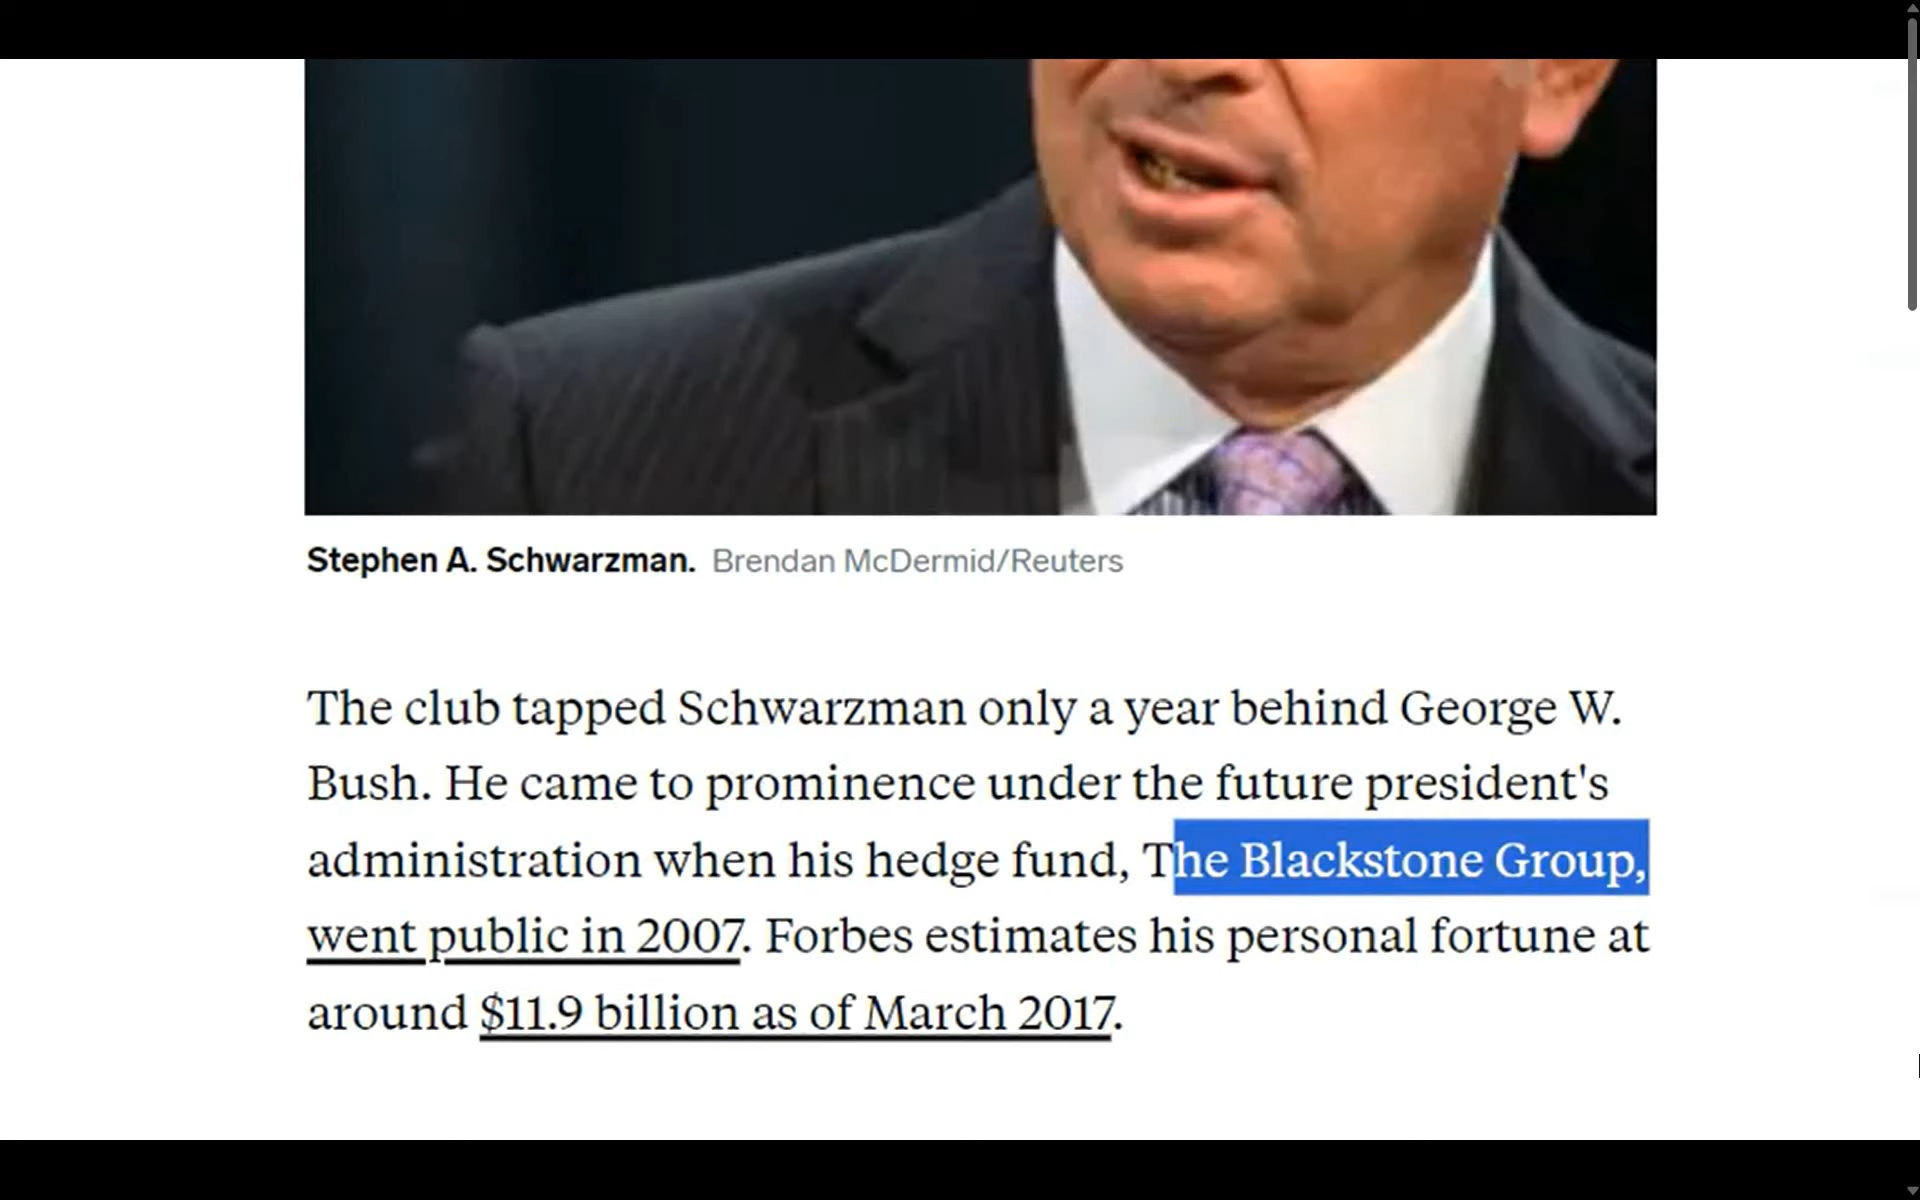 Stephen A. Schwarzman. Brendan McDermid/Reuters
The club tapped Schwarzman only a year behind George W.
Bush. He came to prominence under the future president's
administration when his hedge fund, The Blackstone Group,
went public in 2007. Forbes estimates his personal fortune at
around $11.9 billion as of March 2017.